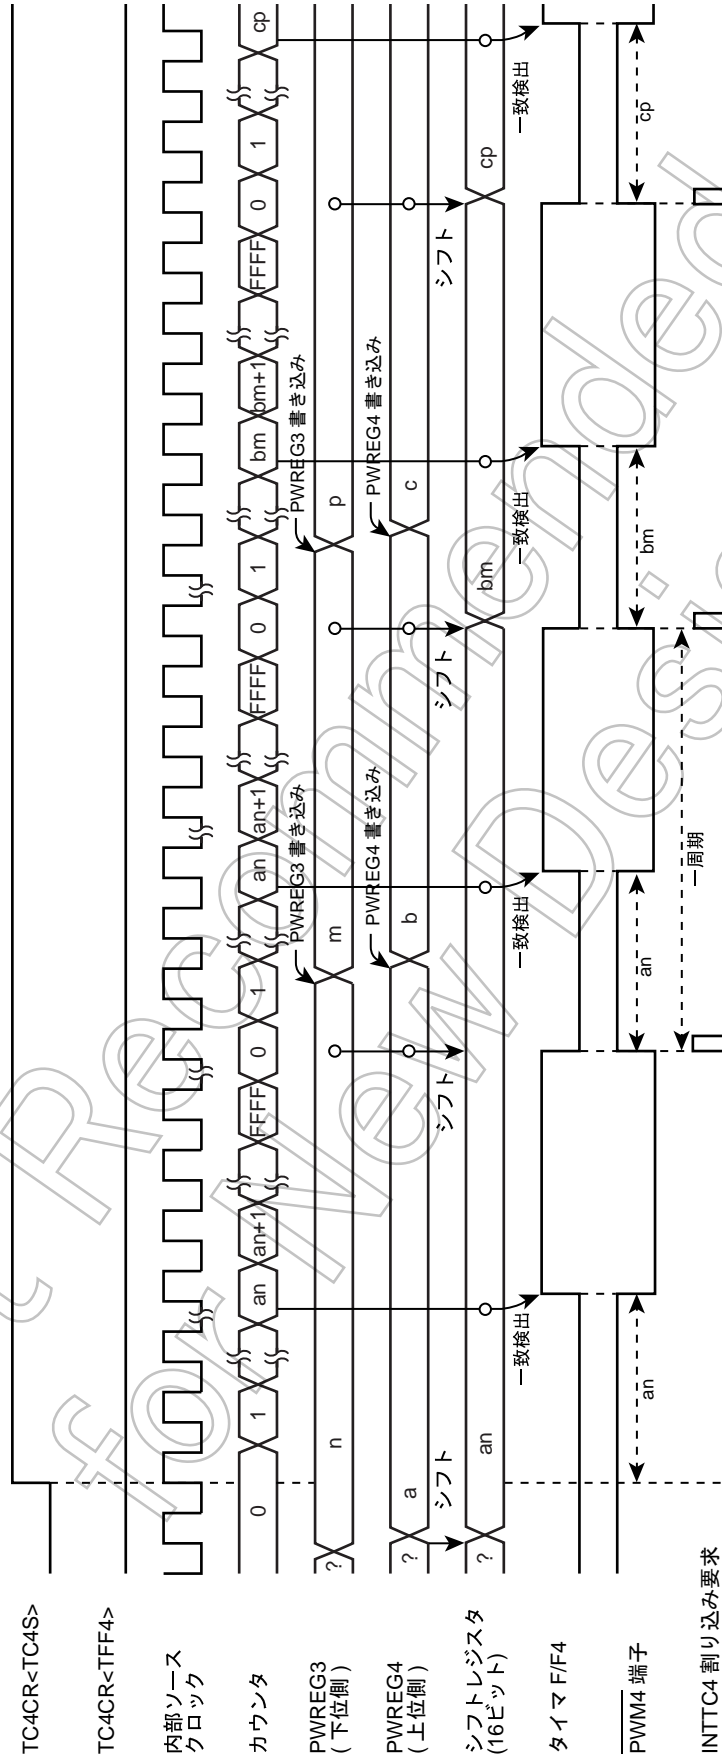 TC4CR<TC4S>
TC4CR<TFF4>
内部ソース
クロック
カウンタ
0 1 an an+1 FFFF 0 1 an an+1 FFFF 0 1 bm bm+1 FFFF 0 1 cp
PWREG3 書き込み
PWREG3 書き込み
PWREG3
(下位側)
? n m p
PWREG4 書き込み
PWREG4 書き込み
PWREG4
(上位側)
? a b c
シフト シフト シフト シフト
シフトレジスタ
(16ビット)
? an bm cp
一致検出 一致検出 一致検出 一致検出
タイマ F/F4
PWM4 端子
an an bm cp
一周期
INTTC4 割り込み要求
Not Recommended
for New Design